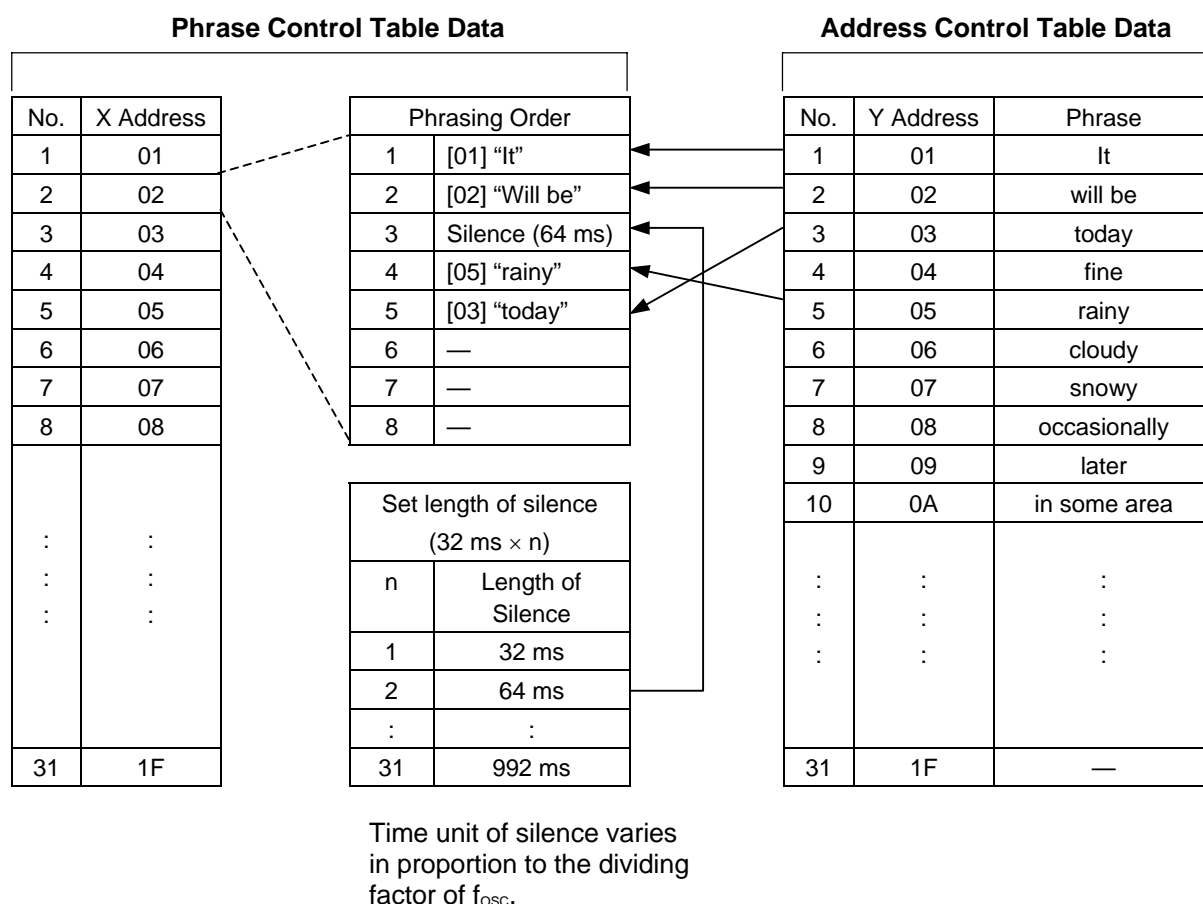 Phrase Control Table Data
Address Control Table Data
No. X Address
1 01
2 02
3 03
4 04
5 05
6 06
7 07
8 08
: :
: :
: :
31 1F
Phrasing Order
1 [01] “It”
2 [02] “Will be”
3 Silence (64 ms)
4 [05] “rainy”
5 [03] “today”
6 —
7 —
8 —
Set length of silence
(32 ms × n)
n Length of
Silence
1 32 ms
2 64 ms
: :
31 992 ms
Time unit of silence varies
in proportion to the dividing
factor of fOSC.
No. Y Address Phrase
1 01 It
2 02 will be
3 03 today
4 04 fine
5 05 rainy
6 06 cloudy
7 07 snowy
8 08 occasionally
9 09 later
10 0A in some area
: : :
: : :
: : :
31 1F —